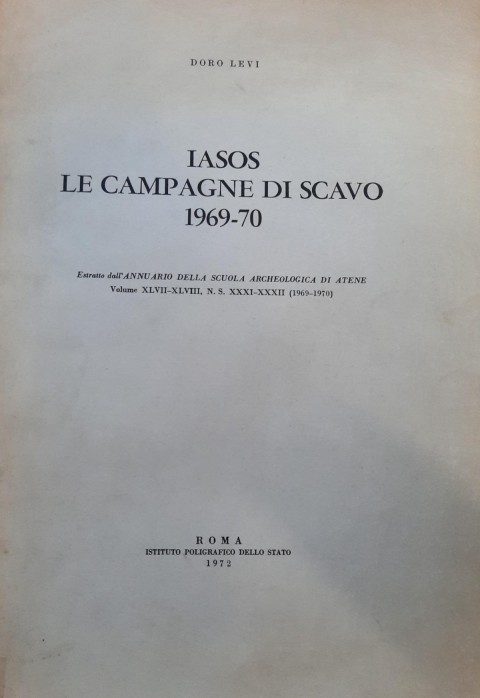 DORO LEVI
IASOS
LE CAMPAGNE DI SCAVO
1969-70
Estratto dall'ANNUARIO DELLA SCUOLA ARCHEOLOGICA DI ATENE
Volume XLVII-XLVIII, N. S. XXXI-XXXII (1969-1970)
ROMA
ISTITUTO POLIGRAFICO DELLO STATO
1972